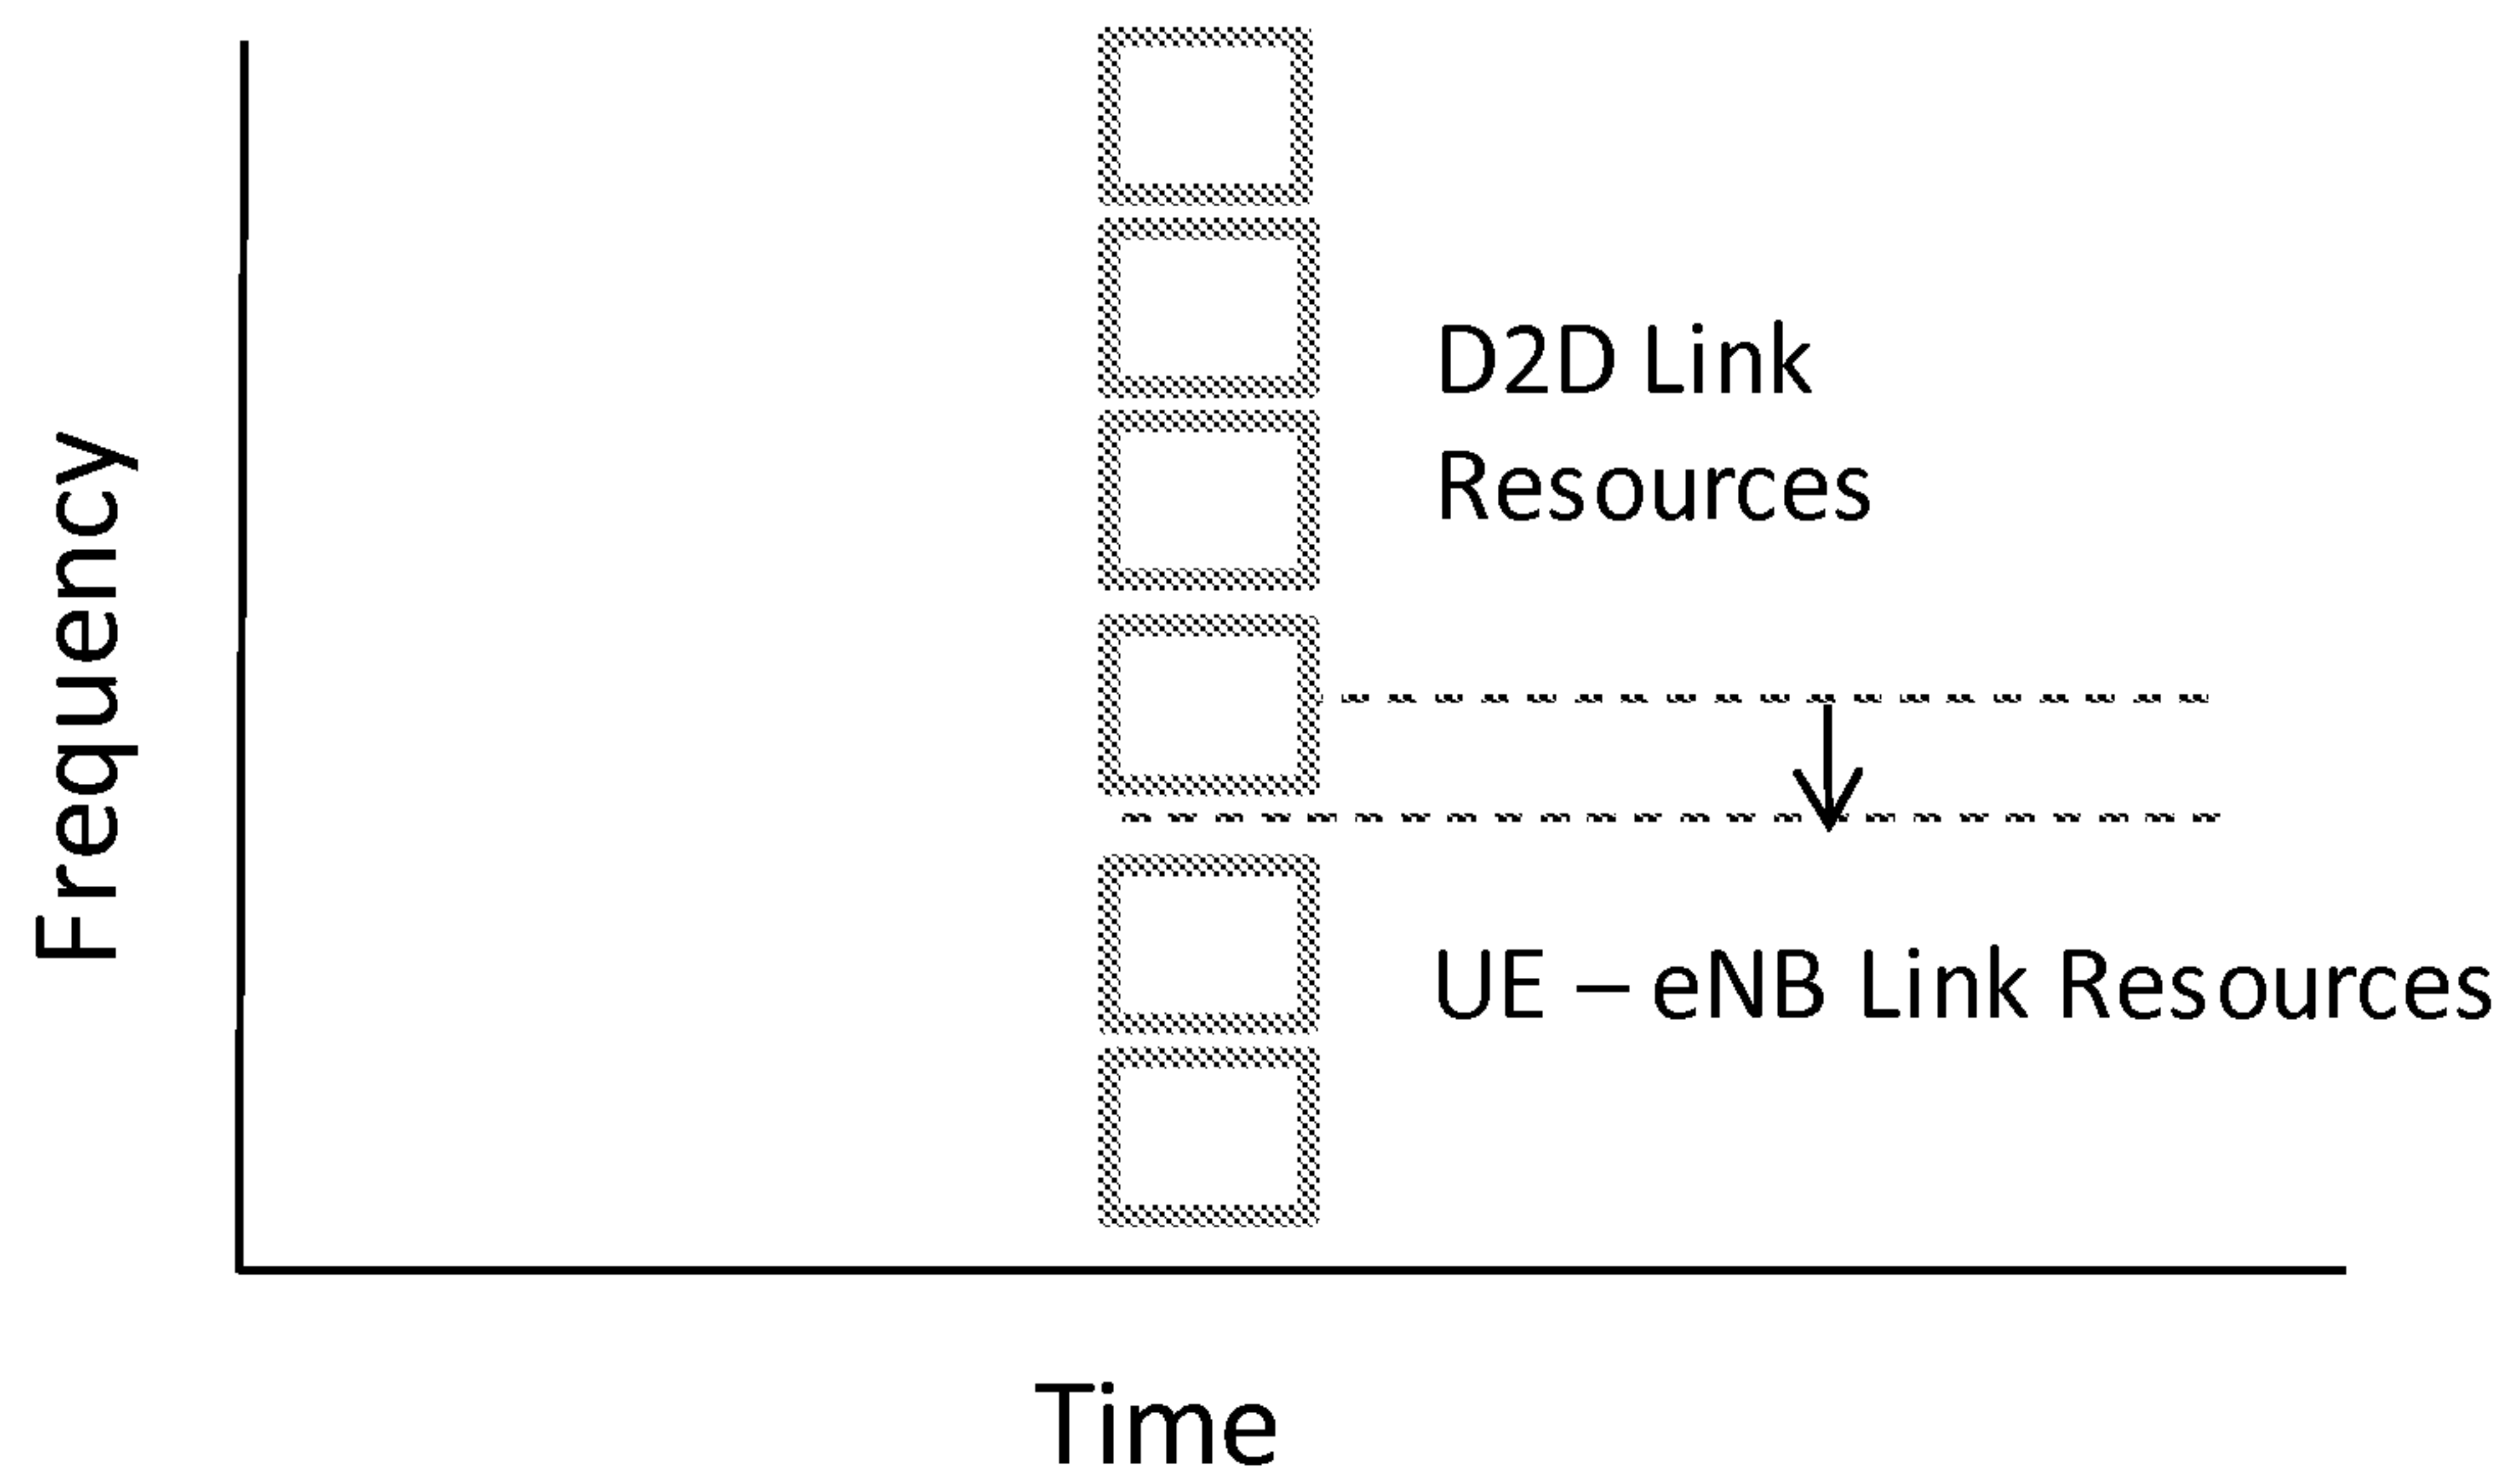 Frequency
D2D Link
Resources
UE – eNB Link Resources
Time